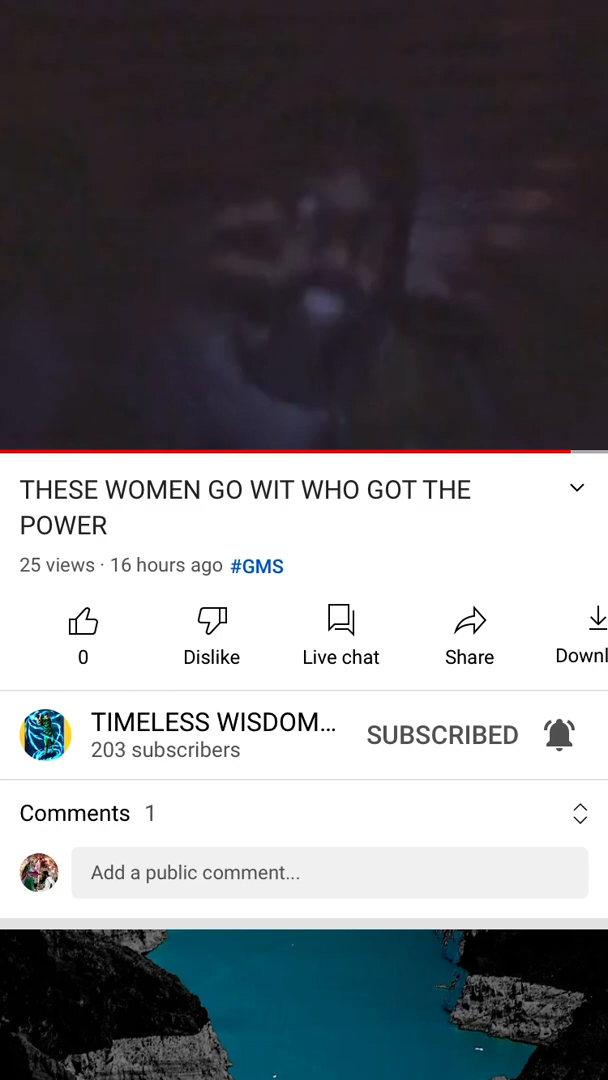 THESE WOMEN GO WIT WHO GOT THE
POWER
25 views · 16 hours ago #GMS
0 Dislike Live chat Share Downl
TIMELESS WISDOM... SUBSCRIBED
203 subscribers
Comments 1
Add a public comment...